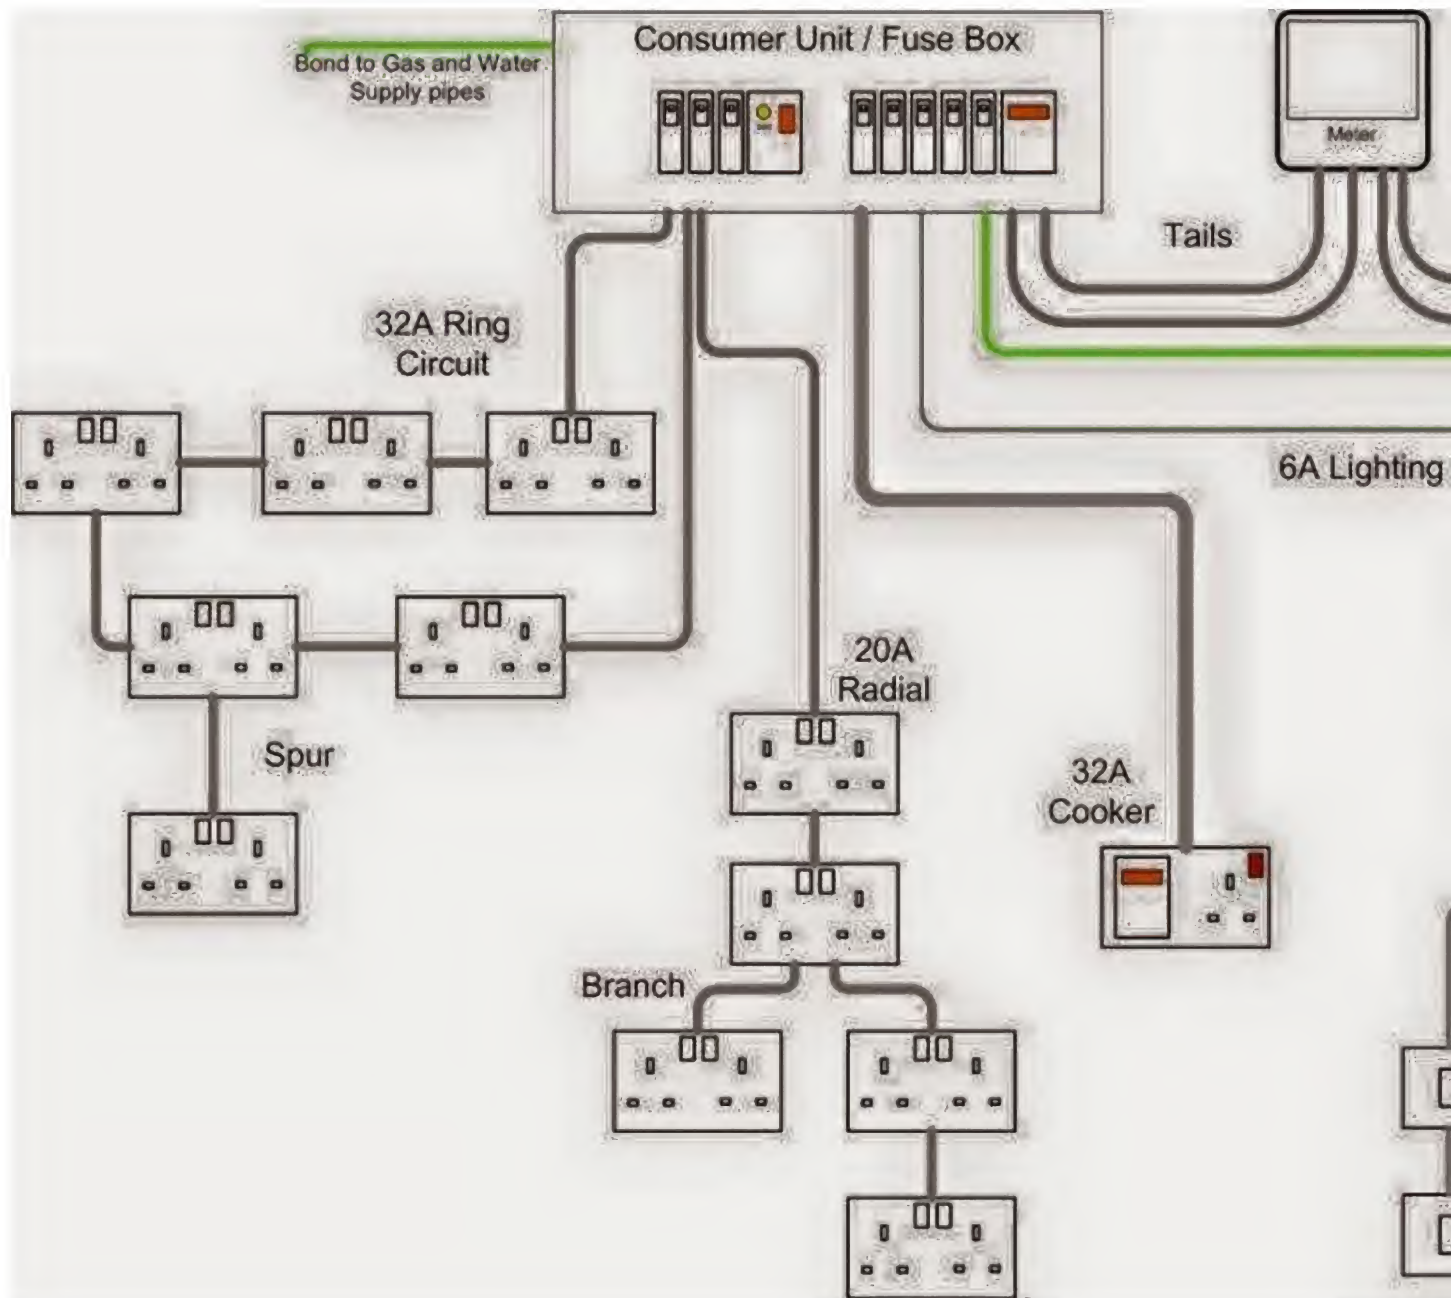 Consumer Unit / Fuse Box
Bond to Gas and Water
Supply pipes
Meter
Tails
32A Ring
Circuit
6A Lighting
20A
Radial
Spur
32A
Cooker
Branch